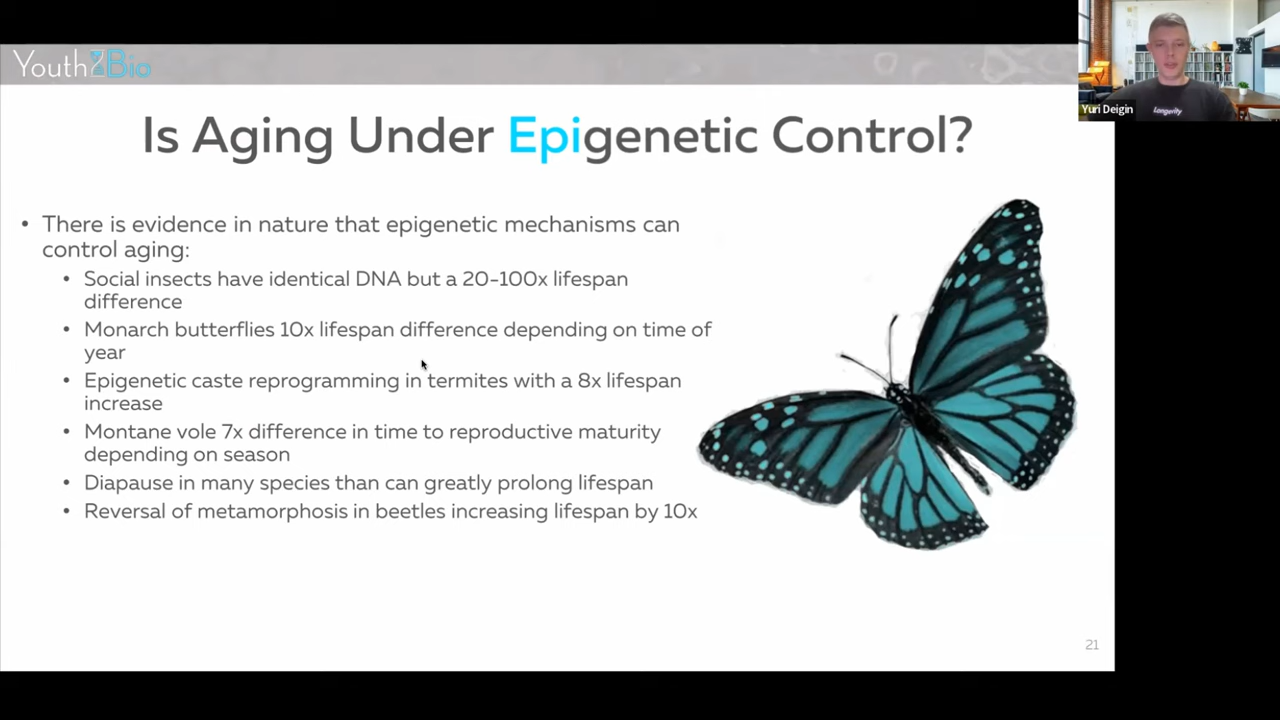 YouthBio
Yuri Deigin
Longevity
Is Aging Under Epigenetic Control?
• There is evidence in nature that epigenetic mechanisms can
control aging:
• Social insects have identical DNA but a 20-100x lifespan
difference
• Monarch butterflies 10x lifespan difference depending on time of
year
• Epigenetic caste reprogramming in termites with a 8x lifespan
increase
• Montane vole 7x difference in time to reproductive maturity
depending on season
• Diapause in many species than can greatly prolong lifespan
• Reversal of metamorphosis in beetles increasing lifespan by 10x
21